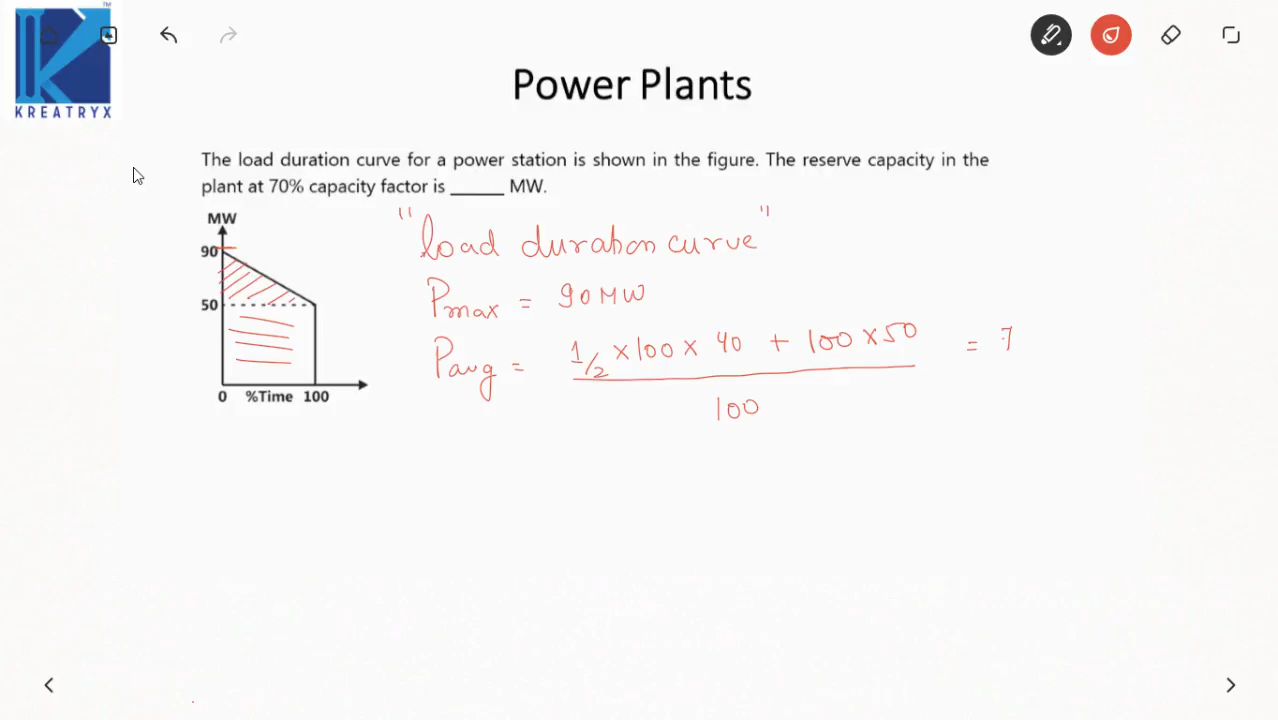 TM
KREATRYX
Power Plants
The load duration curve for a power station is shown in the figure. The reserve capacity in the
plant at 70% capacity factor is ______ MW.
MW
90
50
0 %Time 100
"load duration curve"
Pmax = 90 MW
Pavg = 1/2 × 100 × 40 + 100 × 50 = 7
100